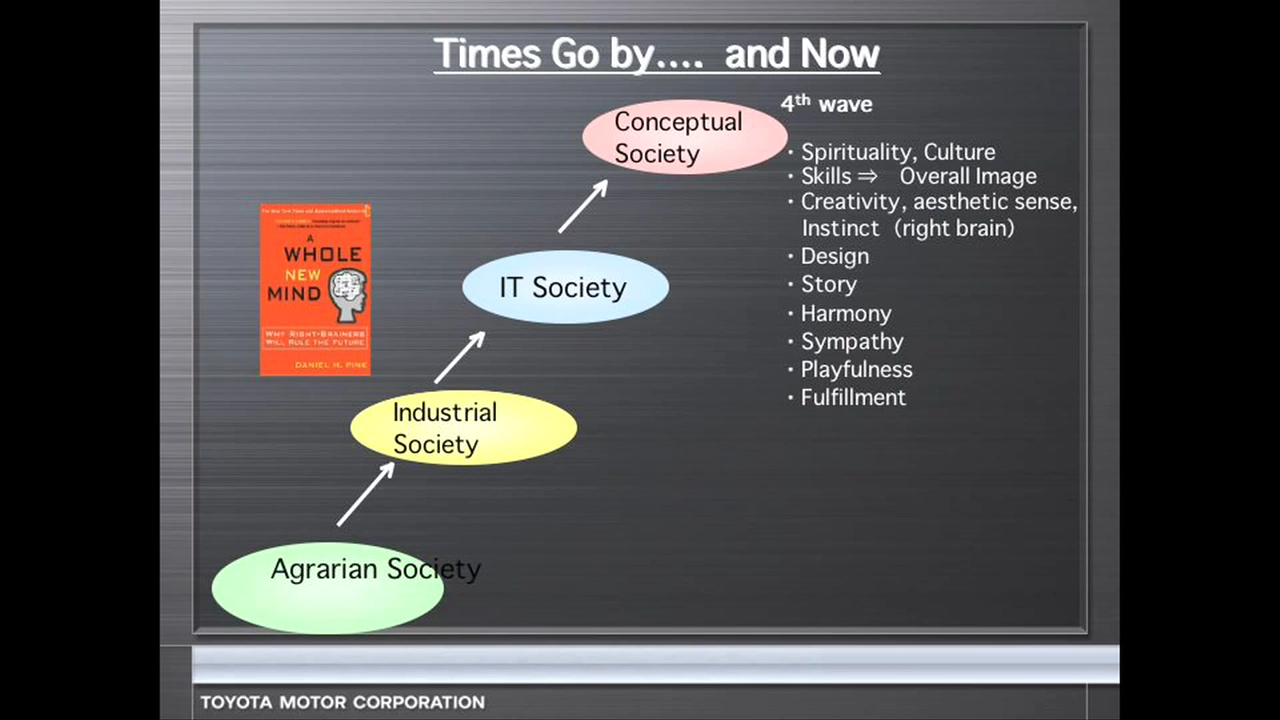 Times Go by.... and Now
4th wave
Conceptual
Society
・Spirituality, Culture
・Skills ⇒ Overall Image
・Creativity, aesthetic sense,
Instinct (right brain)
・Design
・Story
・Harmony
・Sympathy
・Playfulness
・Fulfillment
IT Society
A
WHOLE
NEW
MIND
WHY RIGHT-BRAINERS
WILL RULE THE FUTURE
DANIEL H. PINK
Industrial
Society
Agrarian Society
TOYOTA MOTOR CORPORATION